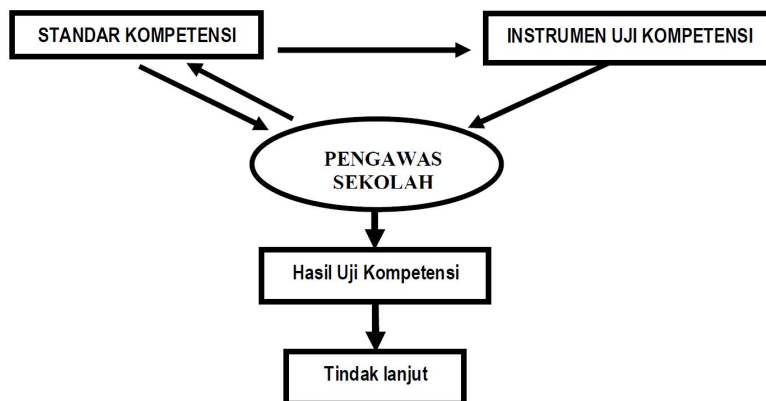 STANDAR KOMPETENSI
INSTRUMEN UJI KOMPETENSI
PENGAWAS
SEKOLAH
Hasil Uji Kompetensi
Tindak lanjut